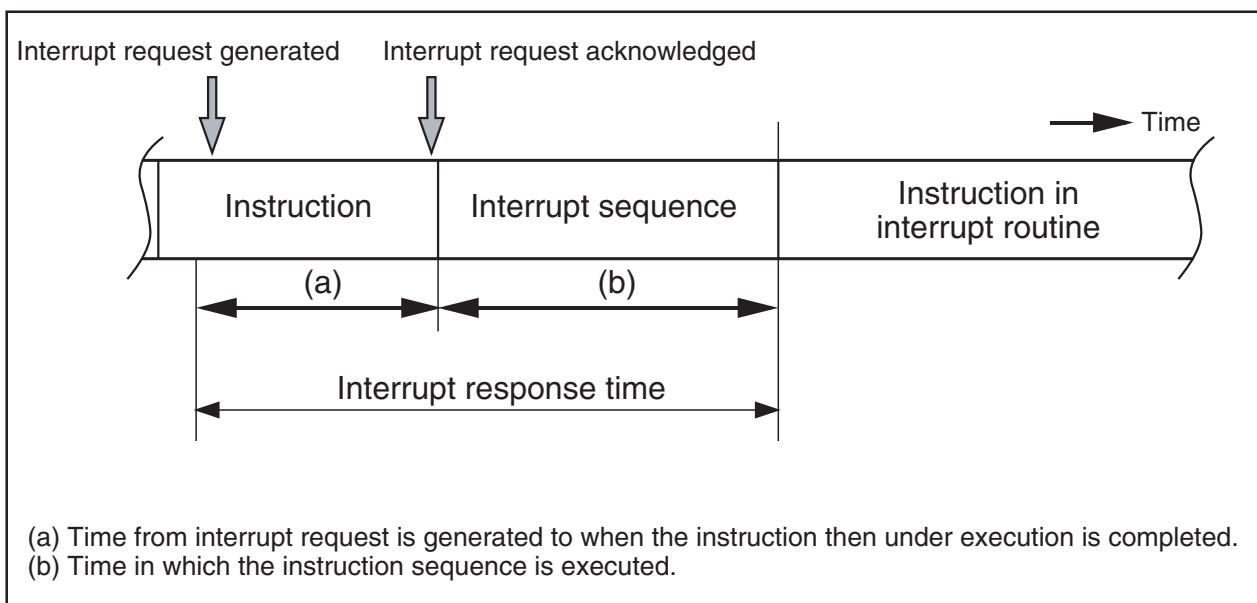 Interrupt request generated
Interrupt request acknowledged
Time
Instruction
Interrupt sequence
Instruction in
interrupt routine
(a)
(b)
Interrupt response time
(a) Time from interrupt request is generated to when the instruction then under execution is completed.
(b) Time in which the instruction sequence is executed.